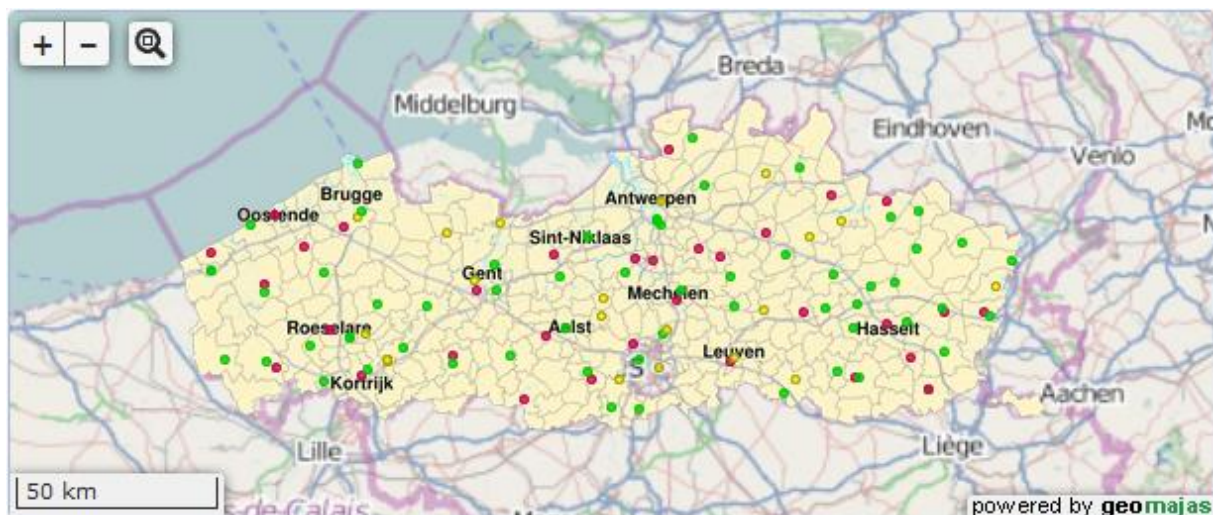 + −
Breda
Middelburg
Eindhoven
Venlo
Brugge
Antwerpen
Oostende
Sint-Niklaas
Gent
Mechelen
Roeselare
Aalst
Hasselt
Leuven
S
Kortrijk
Aachen
Lille
Liège
50 km
powered by geomajas